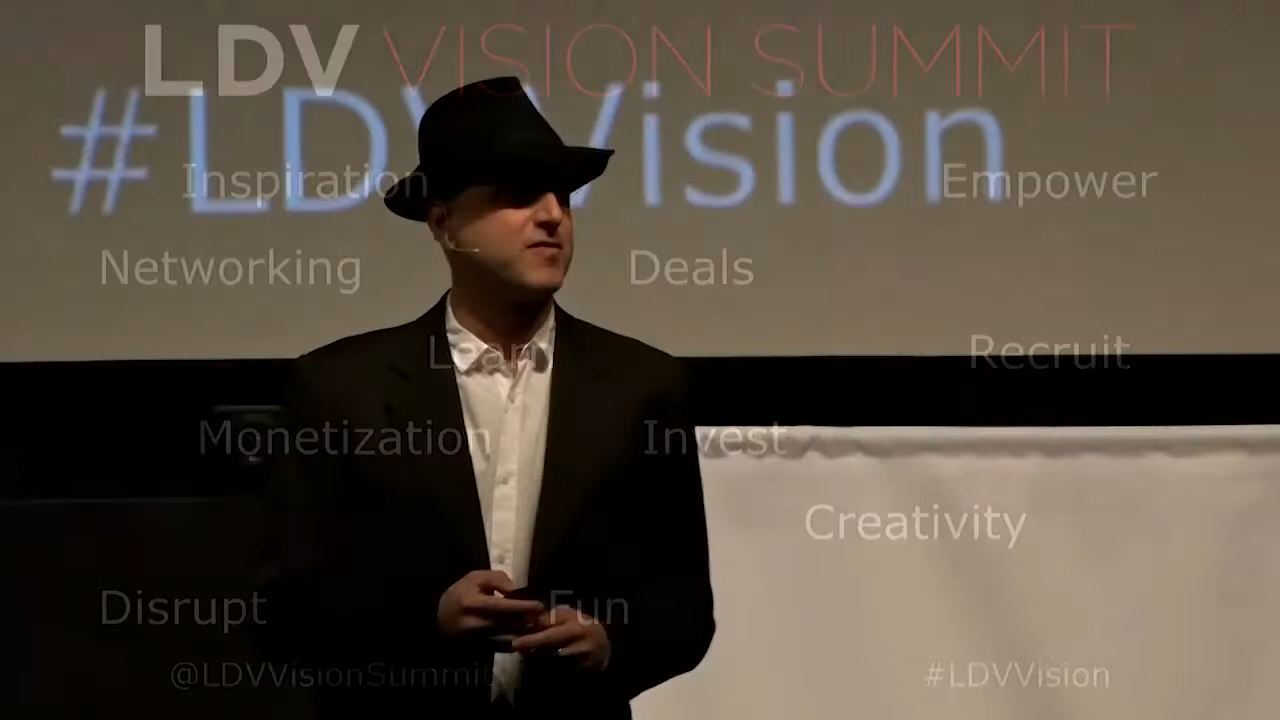 LDV VISION SUMMIT
#LDVVision
Inspiration Empower
Networking Deals
Learn Recruit
Monetization Invest
Creativity
Disrupt Fun
@LDVVisionSummit #LDVVision